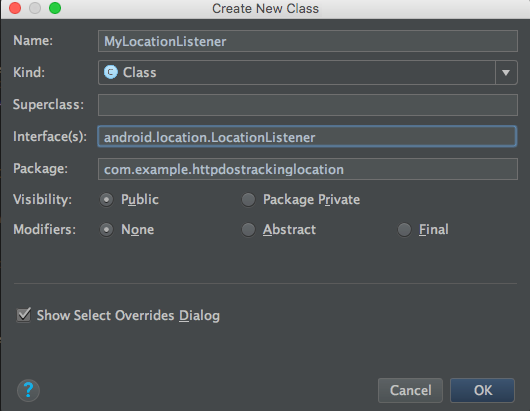 Create New Class
Name: MyLocationListener
Kind: C Class
Superclass:
Interface(s): android.location.LocationListener
Package: com.example.httpdostrackinglocation
Visibility: Public Package Private
Modifiers: None Abstract Final
Show Select Overrides Dialog
? Cancel OK